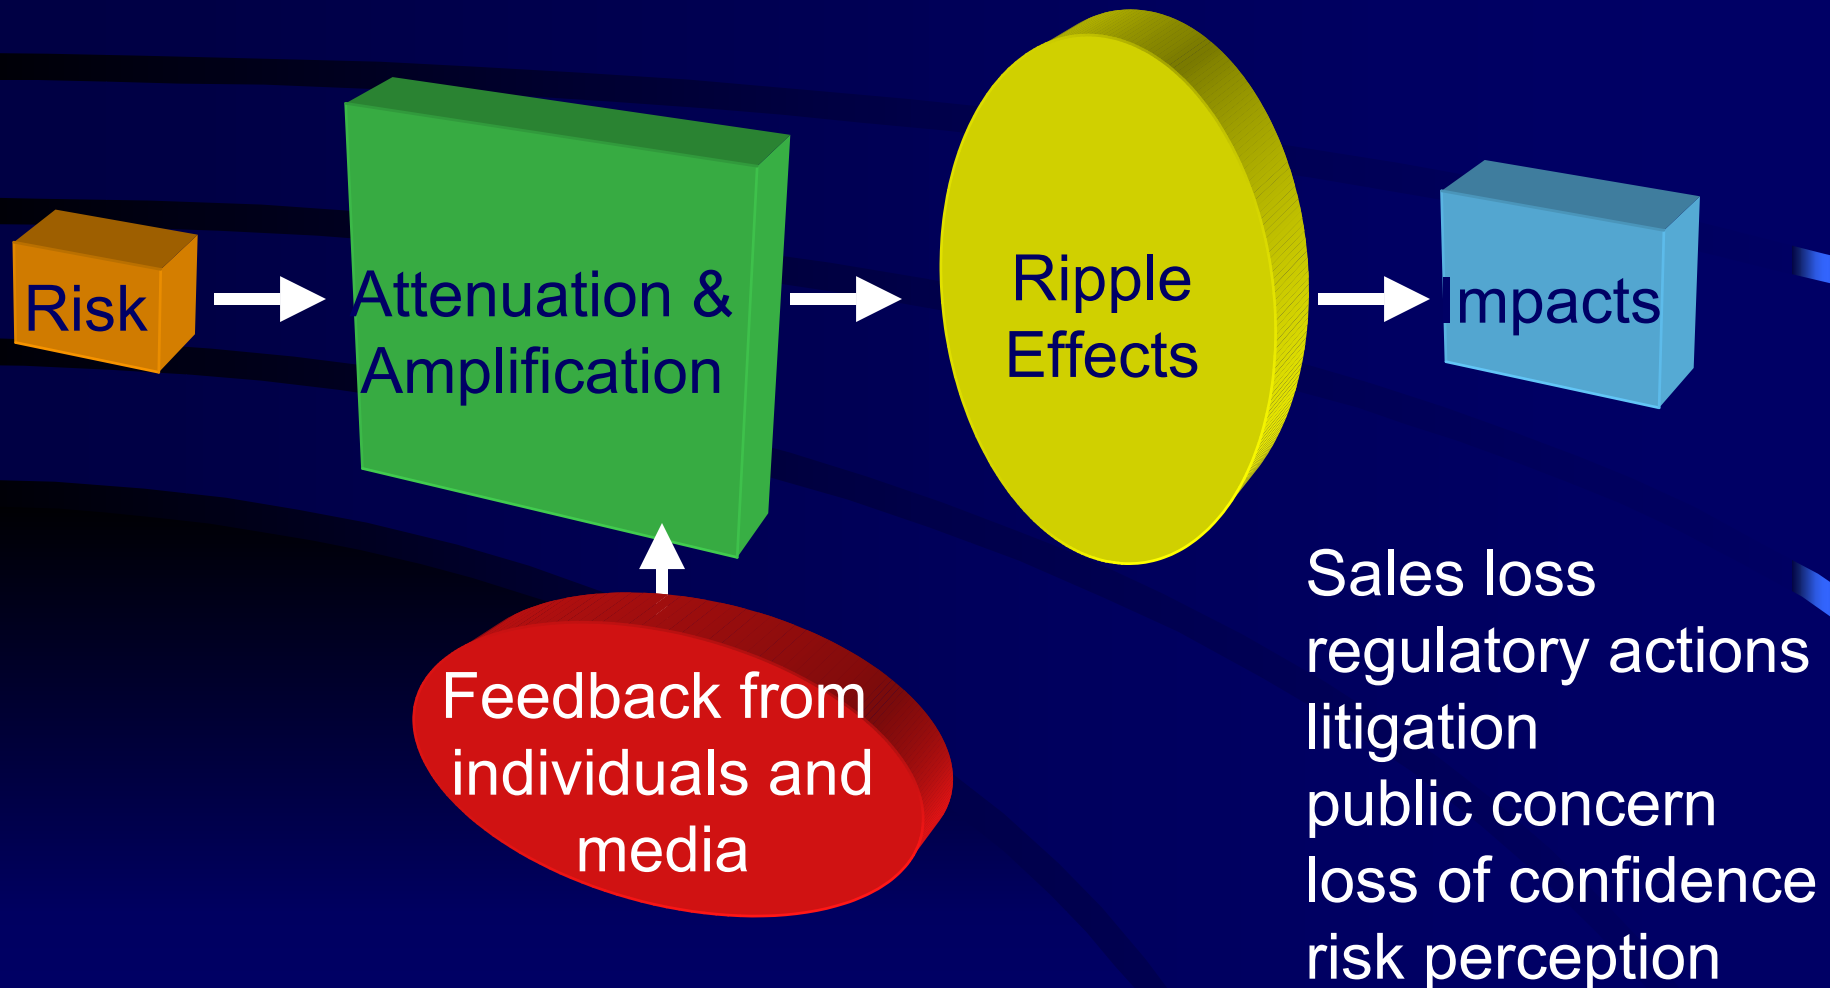 Risk
Attenuation &
Amplification
Ripple
Effects
Impacts
Feedback from
individuals and
media
Sales loss
regulatory actions
litigation
public concern
loss of confidence
risk perception